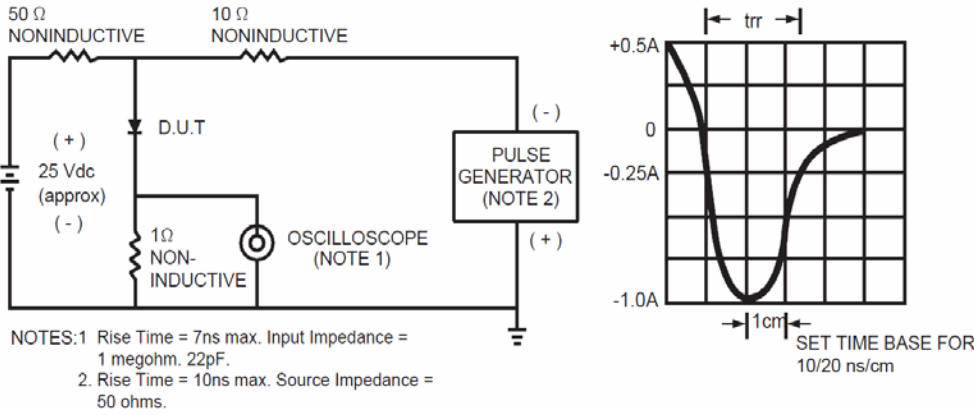 50 Ω
NONINDUCTIVE
10 Ω
NONINDUCTIVE
D.U.T
( + )
25 Vdc
(approx)
( - )
1Ω
NON-
INDUCTIVE
OSCILLOSCOPE
(NOTE 1)
( - )
PULSE
GENERATOR
(NOTE 2)
( + )
trr
+0.5A
0
-0.25A
-1.0A
1cm
SET TIME BASE FOR
10/20 ns/cm
NOTES:1 Rise Time = 7ns max. Input Impedance =
1 megohm. 22pF.
2. Rise Time = 10ns max. Source Impedance =
50 ohms.